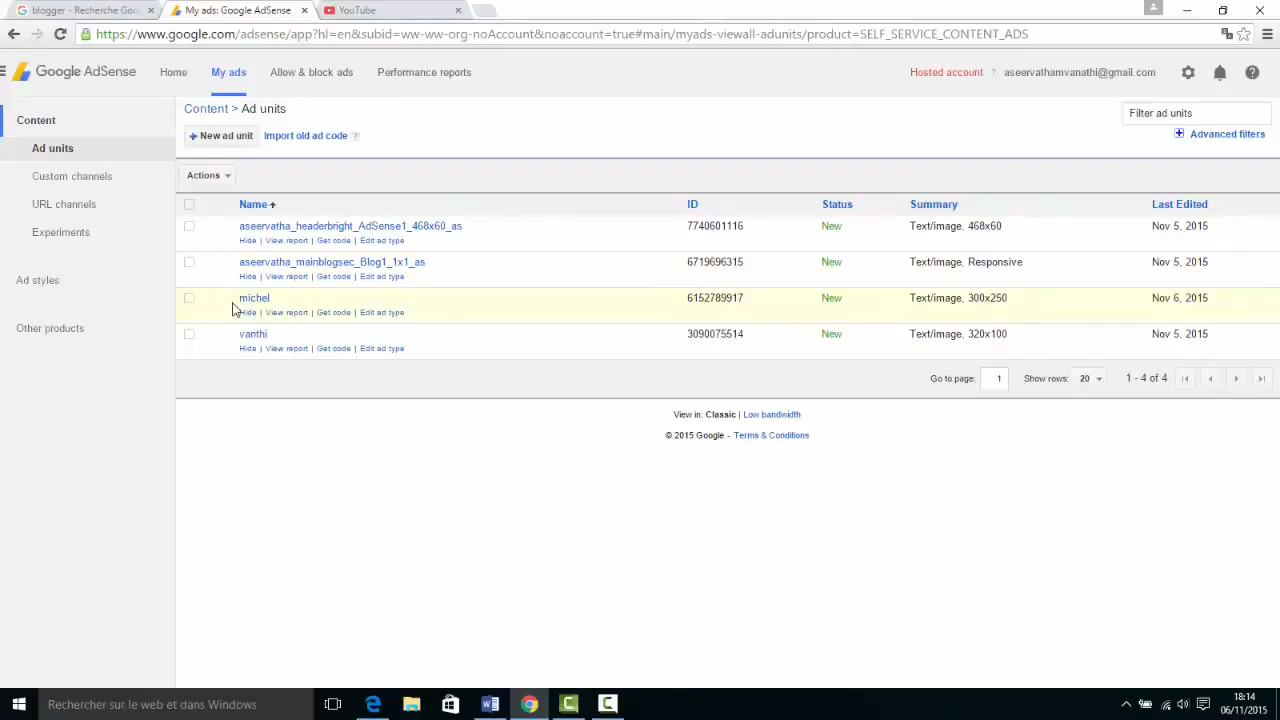 blogger - Recherche Goo
My ads: Google AdSense
YouTube
https://www.google.com/adsense/app?hl=en&subid=ww-ww-org-noAccount&noaccount=true#main/myads-viewall-adunits/product=SELF_SERVICE_CONTENT_ADS
Google AdSense
Home
My ads
Allow & block ads
Performance reports
Hosted account ?
aseervathamvanathi@gmail.com
Content
Ad units
Custom channels
URL channels
Experiments
Ad styles
Other products
Content > Ad units
Filter ad units
+ New ad unit
Import old ad code ?
Advanced filters
Actions
Name ID Status Summary Last Edited
aseervatha_headerbright_AdSense1_468x60_as 7740601116 New Text/image, 468x60 Nov 5, 2015
Hide | View report | Get code | Edit ad type
aseervatha_mainblogsec_Blog1_1x1_as 6719696315 New Text/image, Responsive Nov 5, 2015
Hide | View report | Get code | Edit ad type
michel 6152789917 New Text/image, 300x250 Nov 6, 2015
Hide | View report | Get code | Edit ad type
vanthi 3090075514 New Text/image, 320x100 Nov 5, 2015
Hide | View report | Get code | Edit ad type
Go to page: 1 Show rows: 20 1 - 4 of 4
View in: Classic | Low bandwidth
© 2015 Google - Terms & Conditions
Rechercher sur le web et dans Windows
18:14
06/11/2015